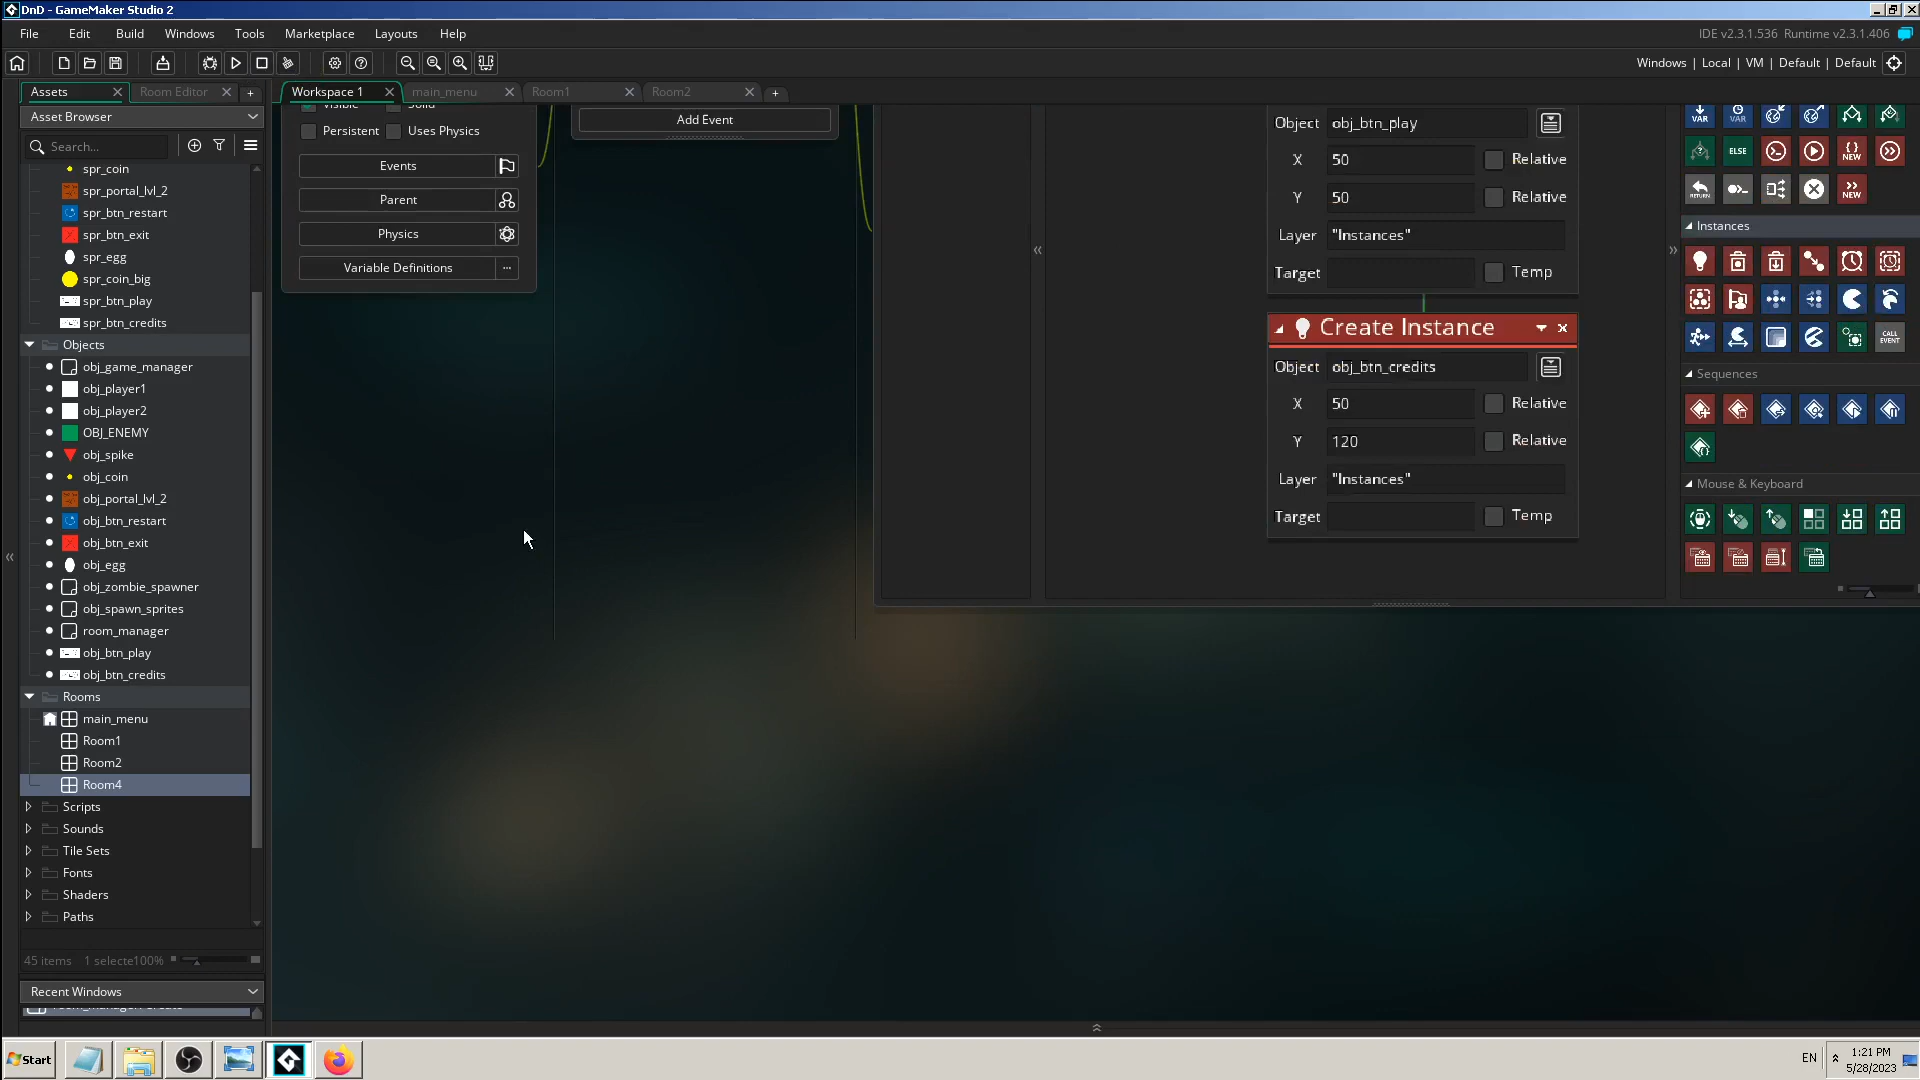 DnD - GameMaker Studio 2
File Edit Build Windows Tools Marketplace Layouts Help
IDE v2.3.1.536 Runtime v2.3.1.406
Windows | Local | VM | Default | Default
Assets
Room Editor
Workspace 1
main_menu
Room1
Room2
Asset Browser
Search...
spr_coin
spr_portal_lvl_2
spr_btn_restart
spr_btn_exit
spr_egg
spr_coin_big
spr_btn_play
spr_btn_credits
Objects
obj_game_manager
obj_player1
obj_player2
OBJ_ENEMY
obj_spike
obj_coin
obj_portal_lvl_2
obj_btn_restart
obj_btn_exit
obj_egg
obj_zombie_spawner
obj_spawn_sprites
room_manager
obj_btn_play
obj_btn_credits
Rooms
main_menu
Room1
Room2
Room4
Scripts
Sounds
Tile Sets
Fonts
Shaders
Paths
45 items 1 selecte100%
Recent Windows
Visible Solid
Persistent Uses Physics
Events
Parent
Physics
Variable Definitions
Add Event
Object obj_btn_play
X 50 Relative
Y 50 Relative
Layer "Instances"
Target Temp
Create Instance
Object obj_btn_credits
X 50 Relative
Y 120 Relative
Layer "Instances"
Target Temp
VAR VAR
ELSE NEW
RETURN NEW
Instances
CALL EVENT
Sequences
Mouse & Keyboard
Start
EN
1:21 PM
5/28/2023